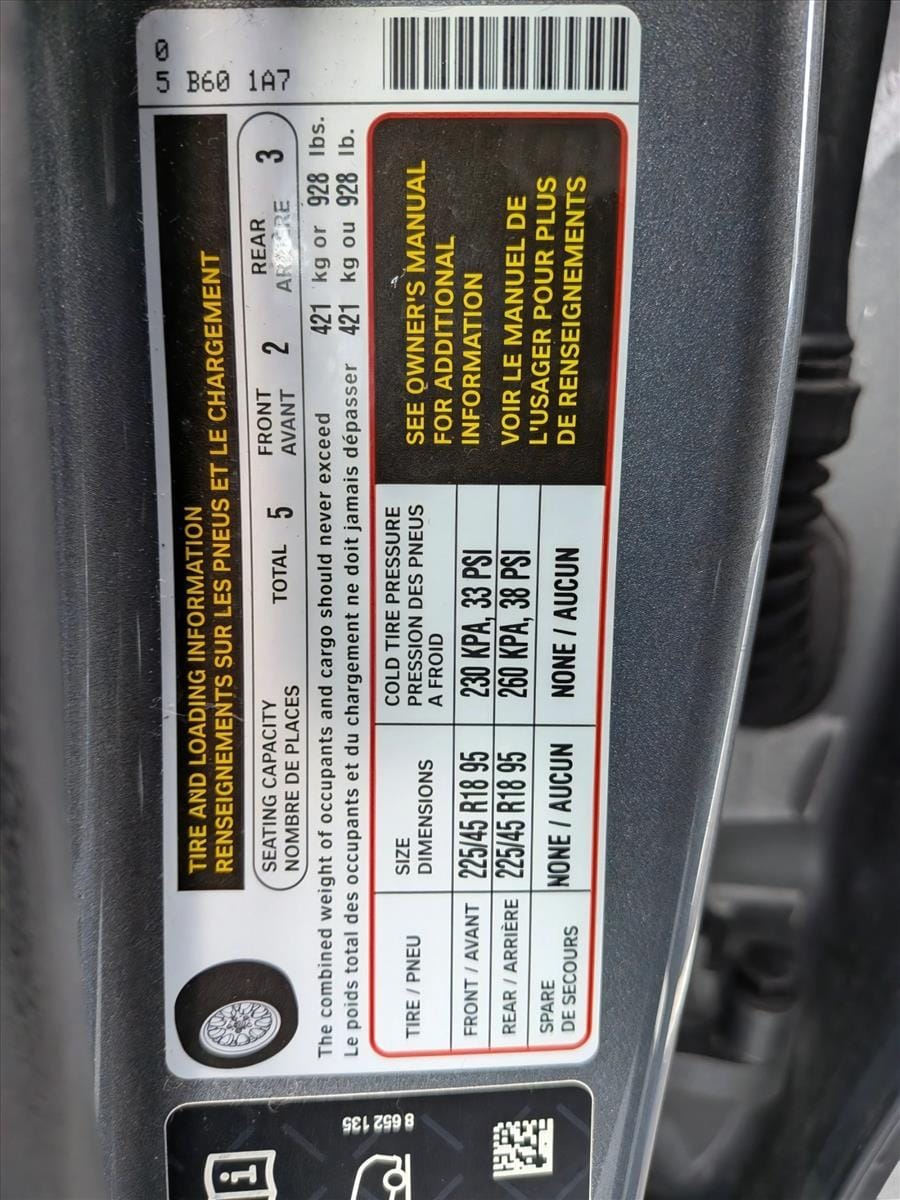 0
5 B60 1A7
TIRE AND LOADING INFORMATION
RENSEIGNEMENTS SUR LES PNEUS ET LE CHARGEMENT
SEATING CAPACITY
NOMBRE DE PLACES
TOTAL 5
FRONT
AVANT
2
REAR
ARRIÈRE
3
The combined weight of occupants and cargo should never exceed 421 kg or 928 lbs.
Le poids total des occupants et du chargement ne doit jamais dépasser 421 kg ou 928 lb.
TIRE / PNEU
SIZE
DIMENSIONS
COLD TIRE PRESSURE
PRESSION DES PNEUS
A FROID
FRONT / AVANT 225/45 R18 95 230 KPA, 33 PSI
REAR / ARRIÈRE 225/45 R18 95 260 KPA, 38 PSI
SPARE
DE SECOURS
NONE / AUCUN NONE / AUCUN
SEE OWNER'S MANUAL
FOR ADDITIONAL
INFORMATION
VOIR LE MANUEL DE
L'USAGER POUR PLUS
DE RENSEIGNEMENTS
8 652 135